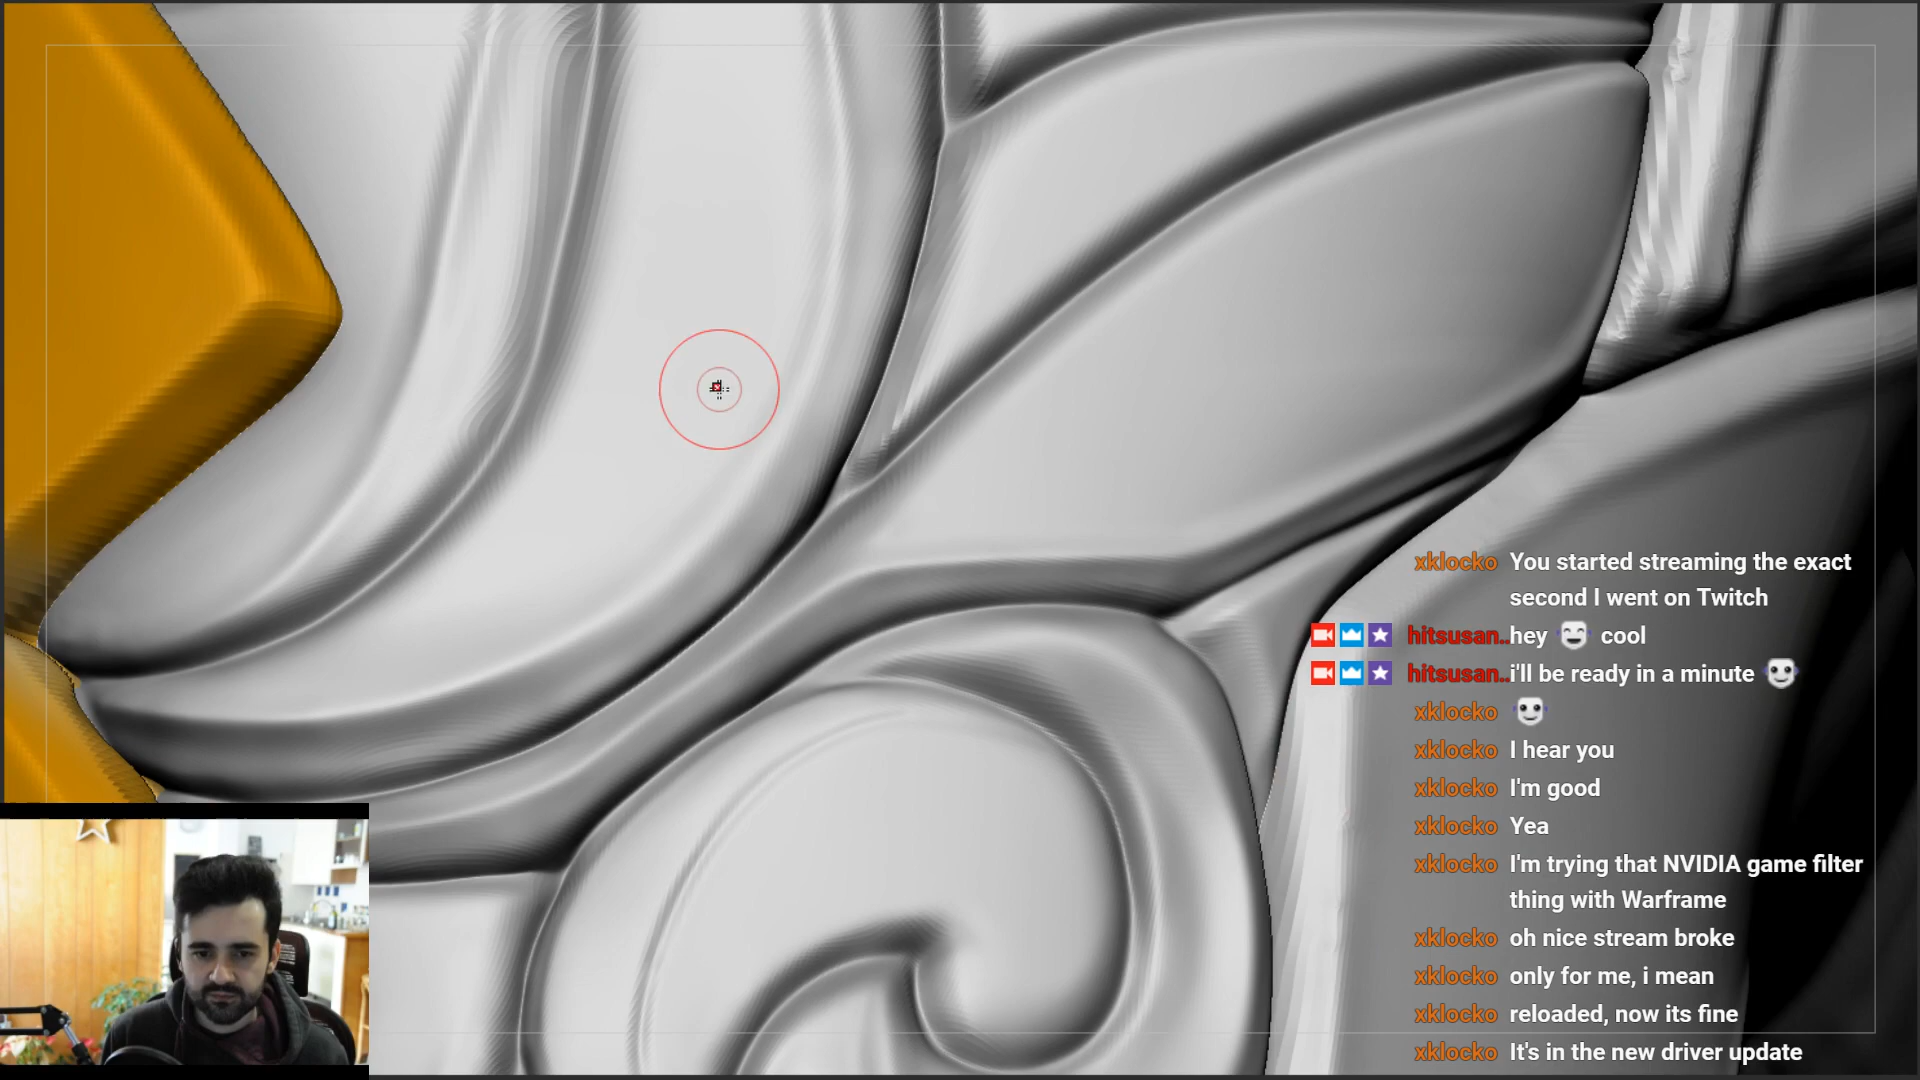 xklocko You started streaming the exact
second I went on Twitch
hitsusan..hey cool
hitsusan..i'll be ready in a minute
xklocko
xklocko I hear you
xklocko I'm good
xklocko Yea
xklocko I'm trying that NVIDIA game filter
thing with Warframe
xklocko oh nice stream broke
xklocko only for me, i mean
xklocko reloaded, now its fine
xklocko It's in the new driver update